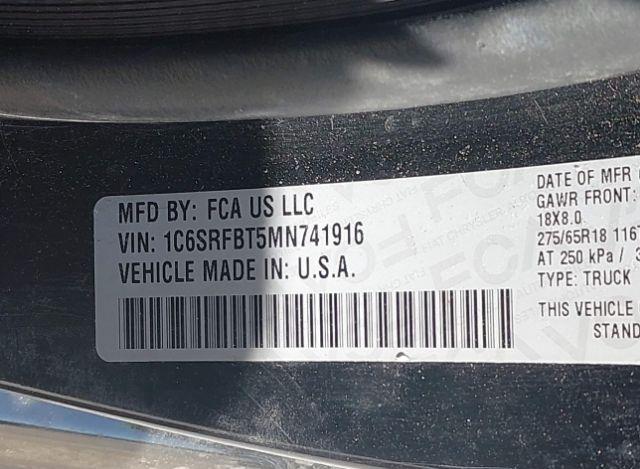 MFD BY: FCA US LLC
VIN: 1C6SRFBT5MN741916
VEHICLE MADE IN: U.S.A.
DATE OF MFR
GAWR FRONT:
18X8.0
275/65R18 116T
AT 250 kPa /
TYPE: TRUCK
THIS VEHICLE
STAND